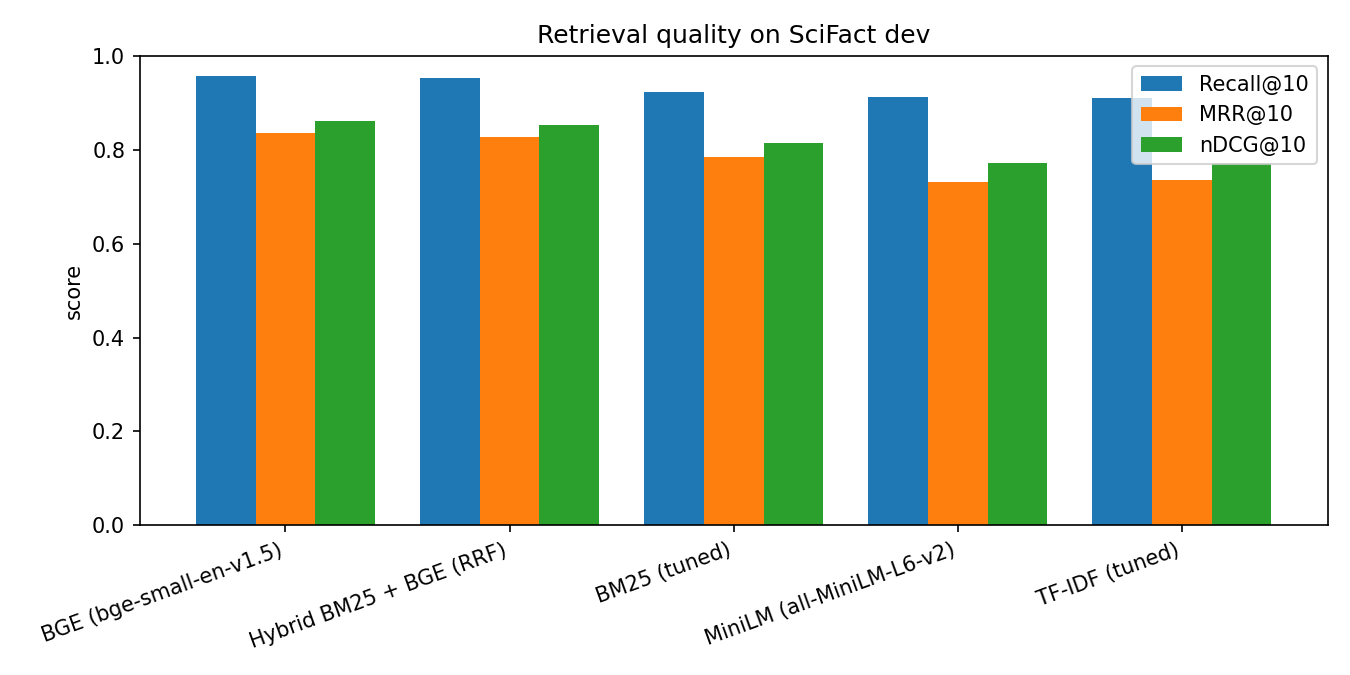 Retrieval quality on SciFact dev
1.0
0.8
0.6
0.4
0.2
0.0
score
Recall@10
MRR@10
nDCG@10
BGE (bge-small-en-v1.5)
Hybrid BM25 + BGE (RRF)
BM25 (tuned)
MiniLM (all-MiniLM-L6-v2)
TF-IDF (tuned)